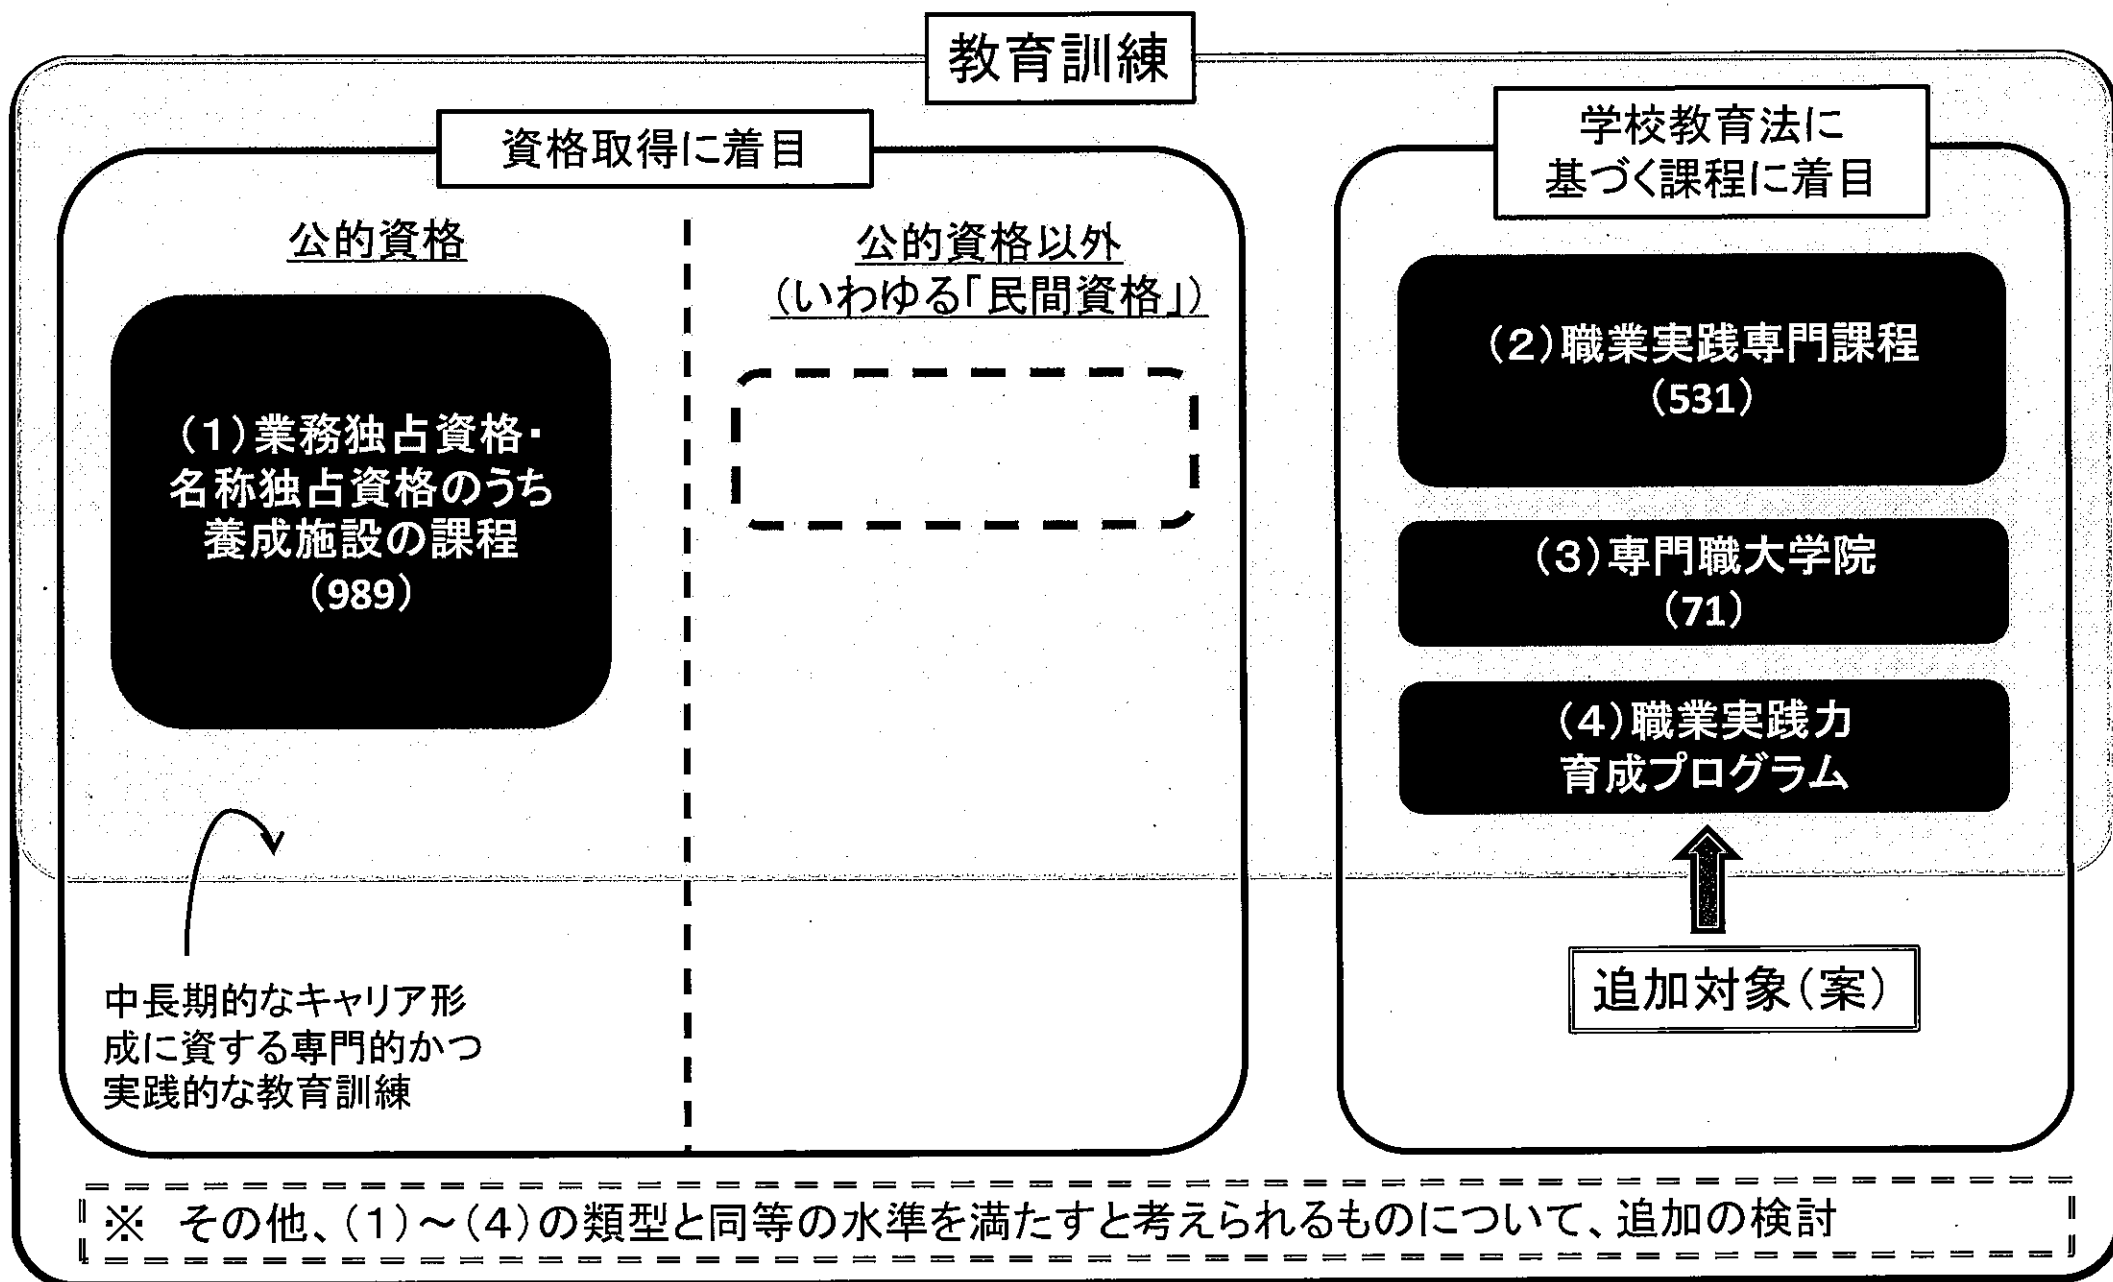 教育訓練
資格取得に着目
公的資格
公的資格以外
(いわゆる「民間資格」)
(1)業務独占資格・
名称独占資格のうち
養成施設の課程
(989)
中長期的なキャリア形
成に資する専門的かつ
実践的な教育訓練
学校教育法に
基づく課程に着目
(2)職業実践専門課程
(531)
(3)専門職大学院
(71)
(4)職業実践力
育成プログラム
追加対象(案)
※ その他、(1)~(4)の類型と同等の水準を満たすと考えられるものについて、追加の検討